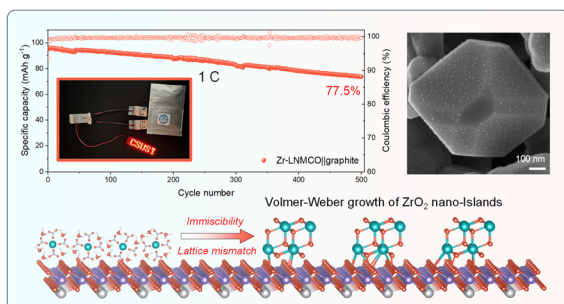 100
80
60
40
20
0
100
90
80
70
60
Specific capacity (mAh g⁻¹)
Coulombic efficiency (%)
1 C
77.5%
CSUST
Zr-LNMCO||graphite
0
100
200
300
400
500
Cycle number
100 nm
Volmer-Weber growth of ZrO₂ nano-Islands
Immiscibility
Lattice mismatch